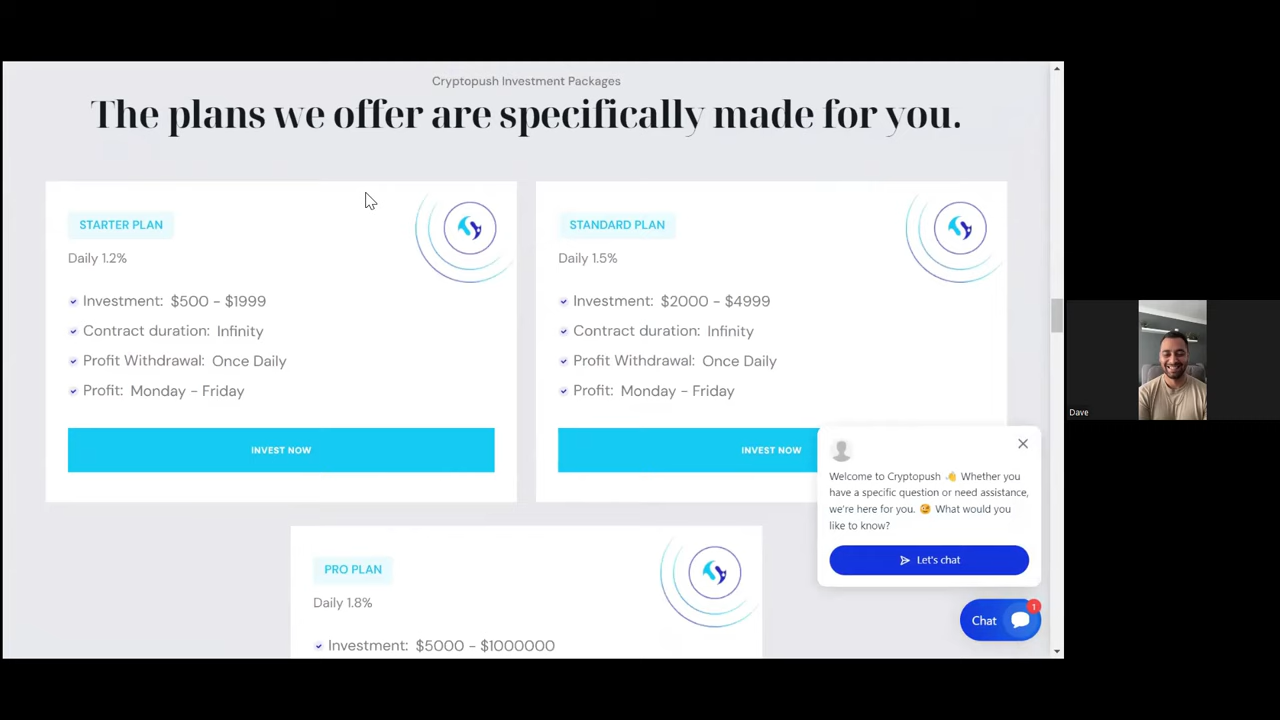 Cryptopush Investment Packages
The plans we offer are specifically made for you.
STARTER PLAN
Daily 1.2%
Investment: $500 - $1999
Contract duration: Infinity
Profit Withdrawal: Once Daily
Profit: Monday - Friday
INVEST NOW
STANDARD PLAN
Daily 1.5%
Investment: $2000 - $4999
Contract duration: Infinity
Profit Withdrawal: Once Daily
Profit: Monday - Friday
INVEST NOW
PRO PLAN
Daily 1.8%
Investment: $5000 - $1000000
Welcome to Cryptopush 👋 Whether you
have a specific question or need assistance,
we're here for you. 😊 What would you
like to know?
Let's chat
Chat
1
Dave